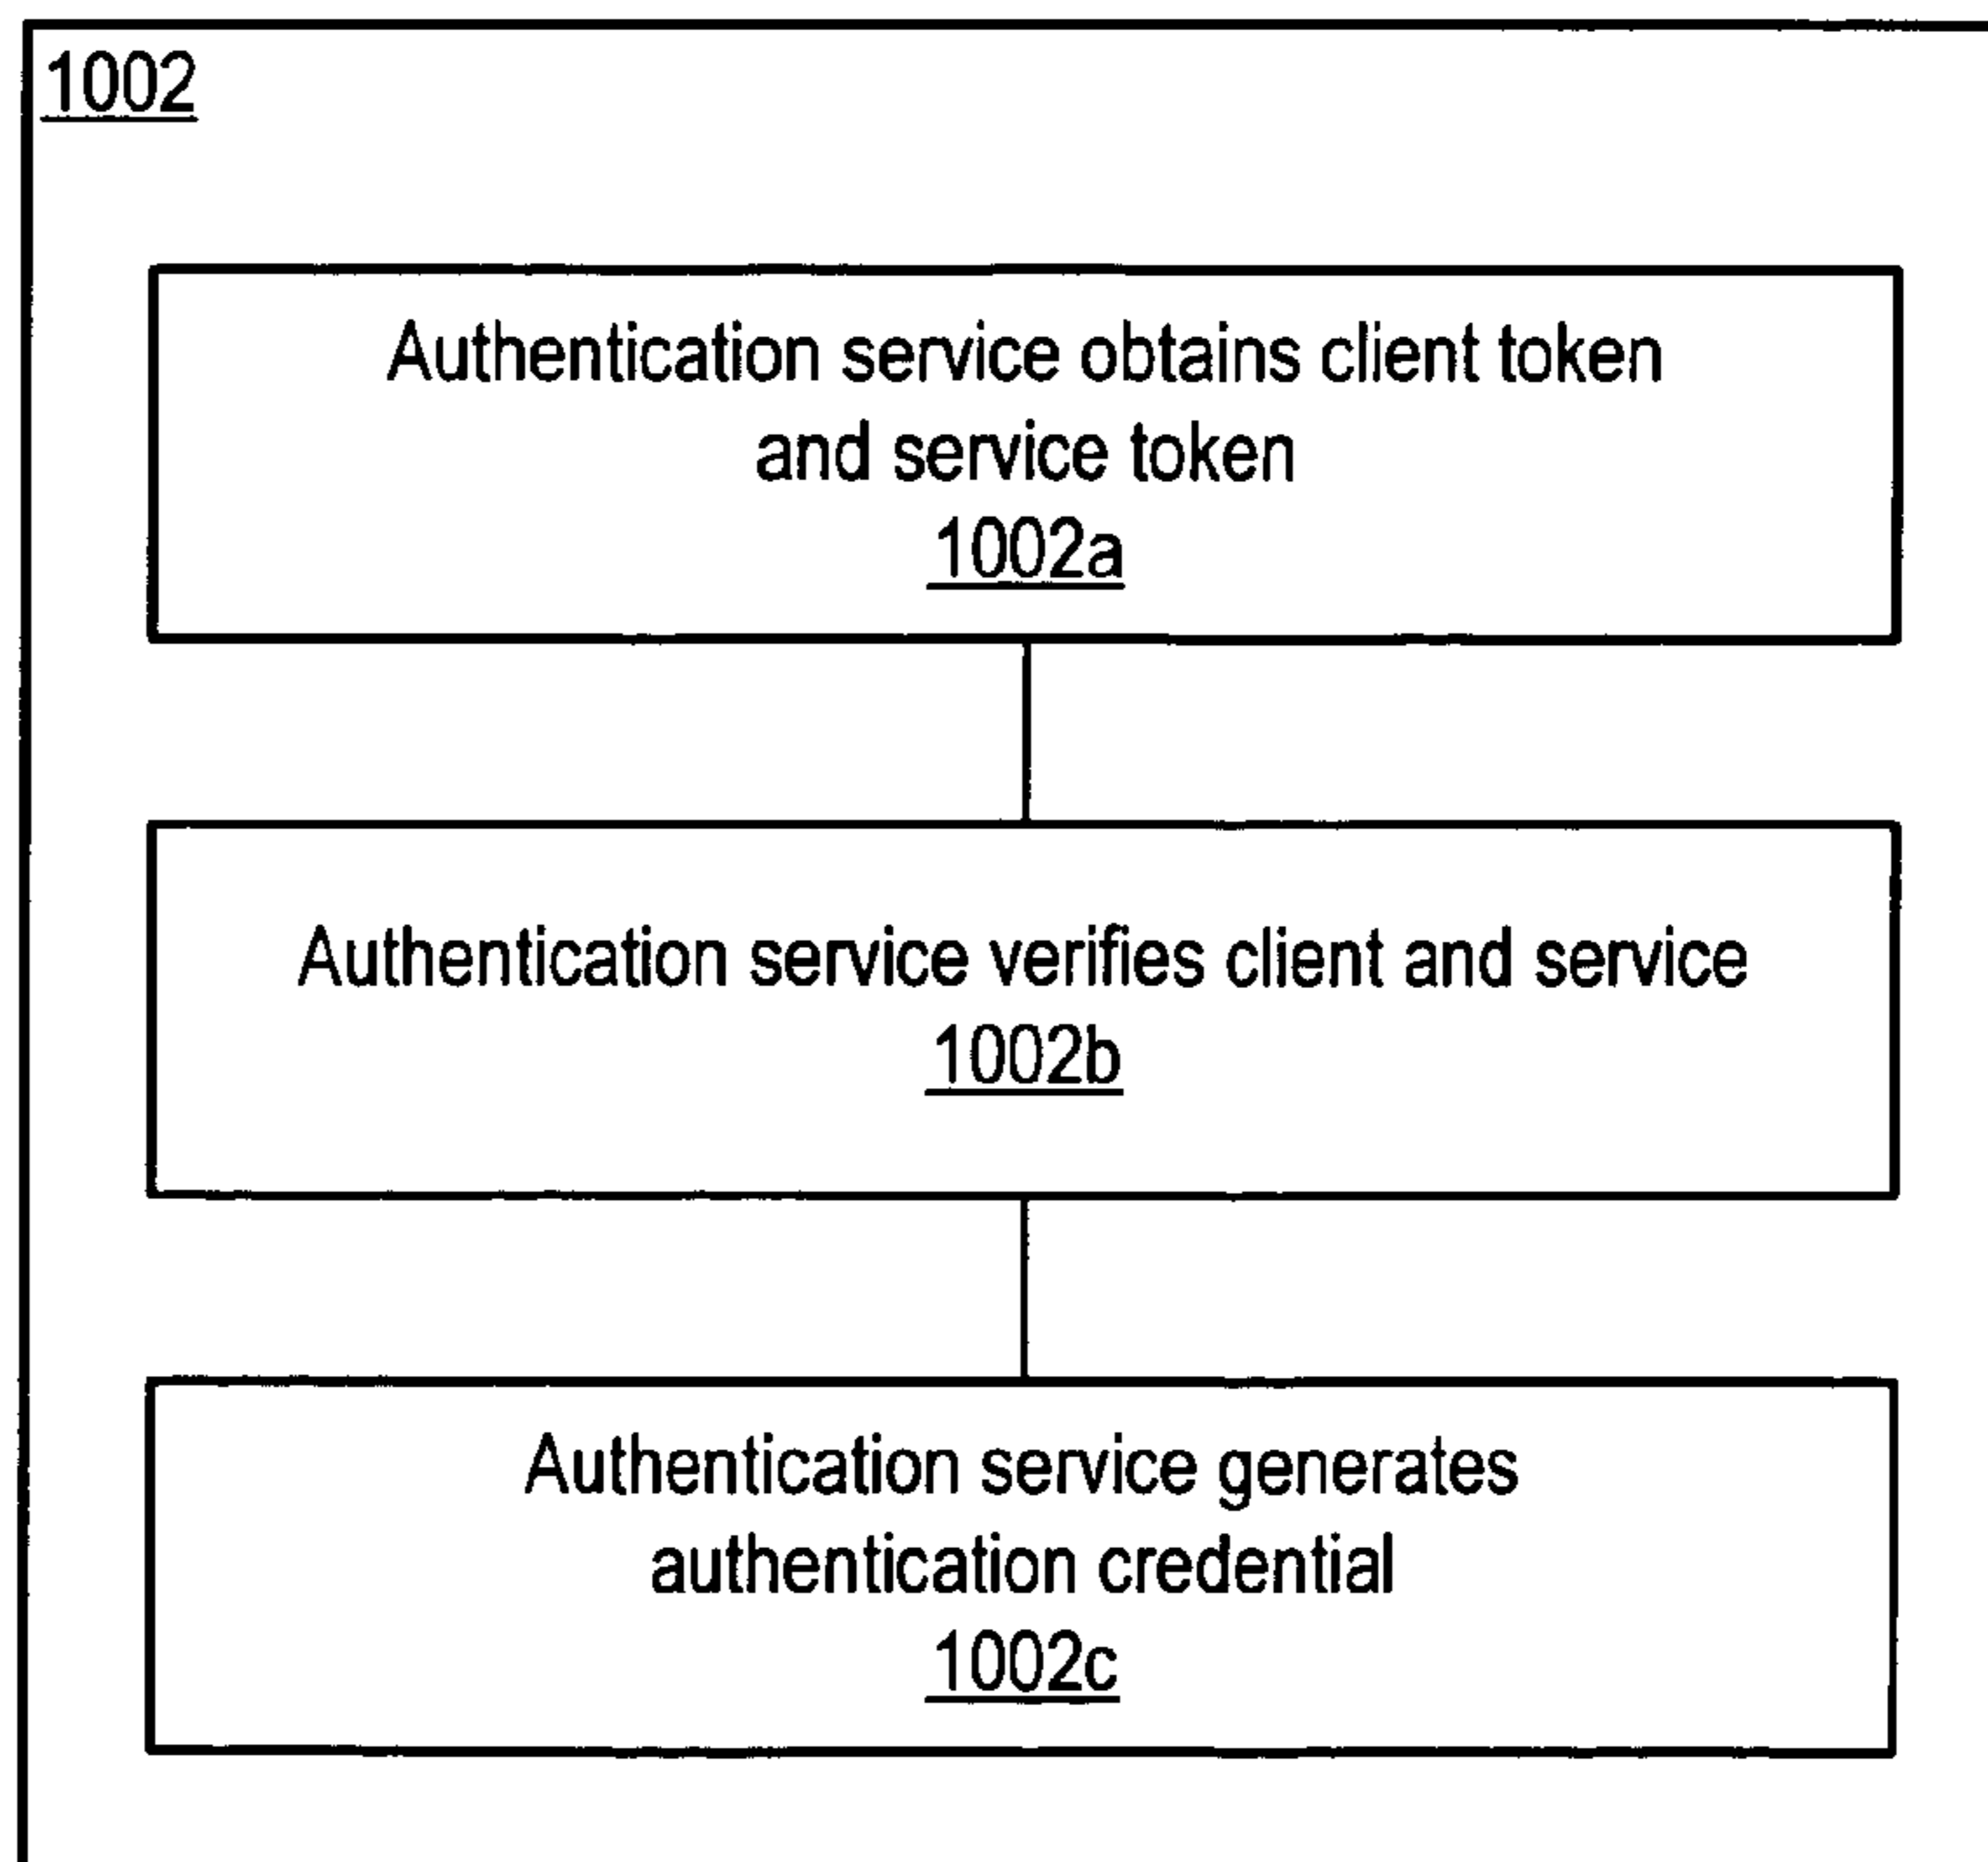 1002
Authentication service obtains client token
and service token
1002a
Authentication service verifies client and service
1002b
Authentication service generates
authentication credential
1002c